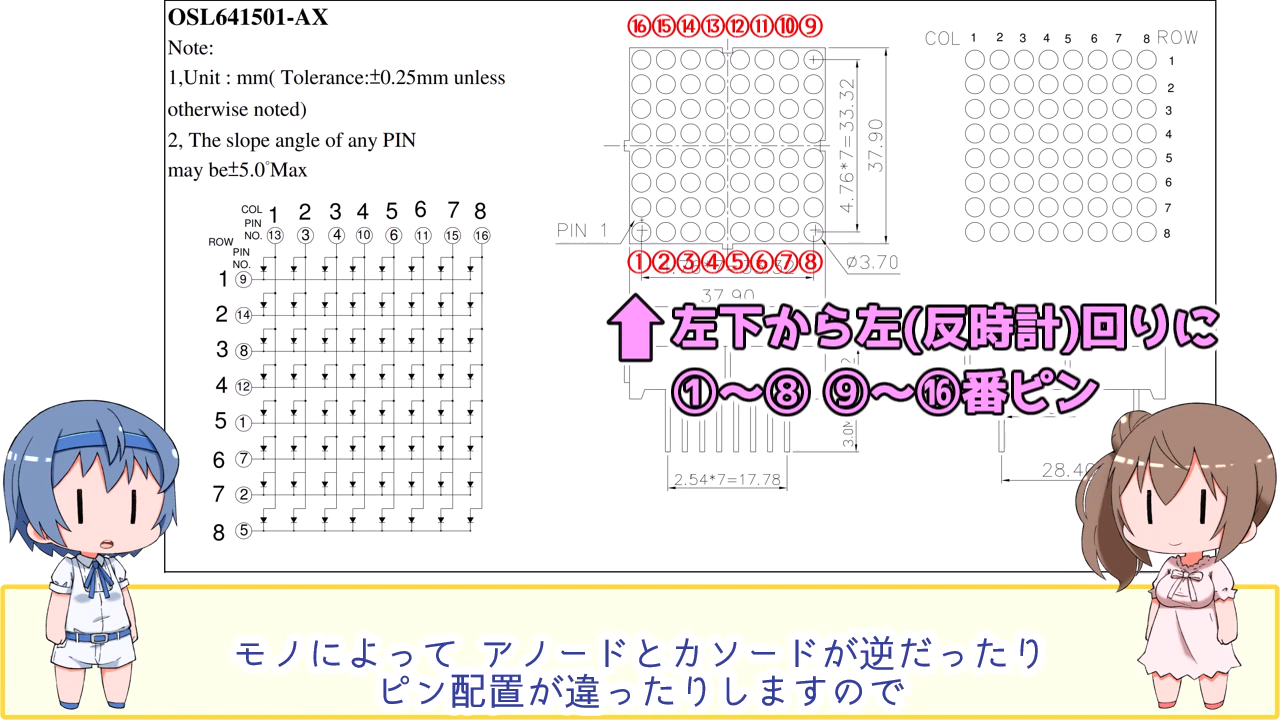 OSL641501-AX
Note:
1,Unit : mm( Tolerance:±0.25mm unless
otherwise noted)
2, The slope angle of any PIN
may be±5.0°Max
COL 1 2 3 4 5 6 7 8
PIN
NO. ⑬ ③ ④ ⑩ ⑥ ⑪ ⑮ ⑯
ROW
PIN
NO.
1 ⑨
2 ⑭
3 ⑧
4 ⑫
5 ①
6 ⑦
7 ②
8 ⑤
⑯⑮⑭⑬⑫⑪⑩⑨
4.76*7=33.32
37.90
PIN 1
①②③④⑤⑥⑦⑧
ø3.70
37.90
COL 1 2 3 4 5 6 7 8 ROW
1
2
3
4
5
6
7
8
左下から左(反時計)回りに
①～⑧ ⑨～⑯番ピン
2.54*7=17.78
モノによって アノードとカソードが逆だったり
ピン配置が違ったりしますので